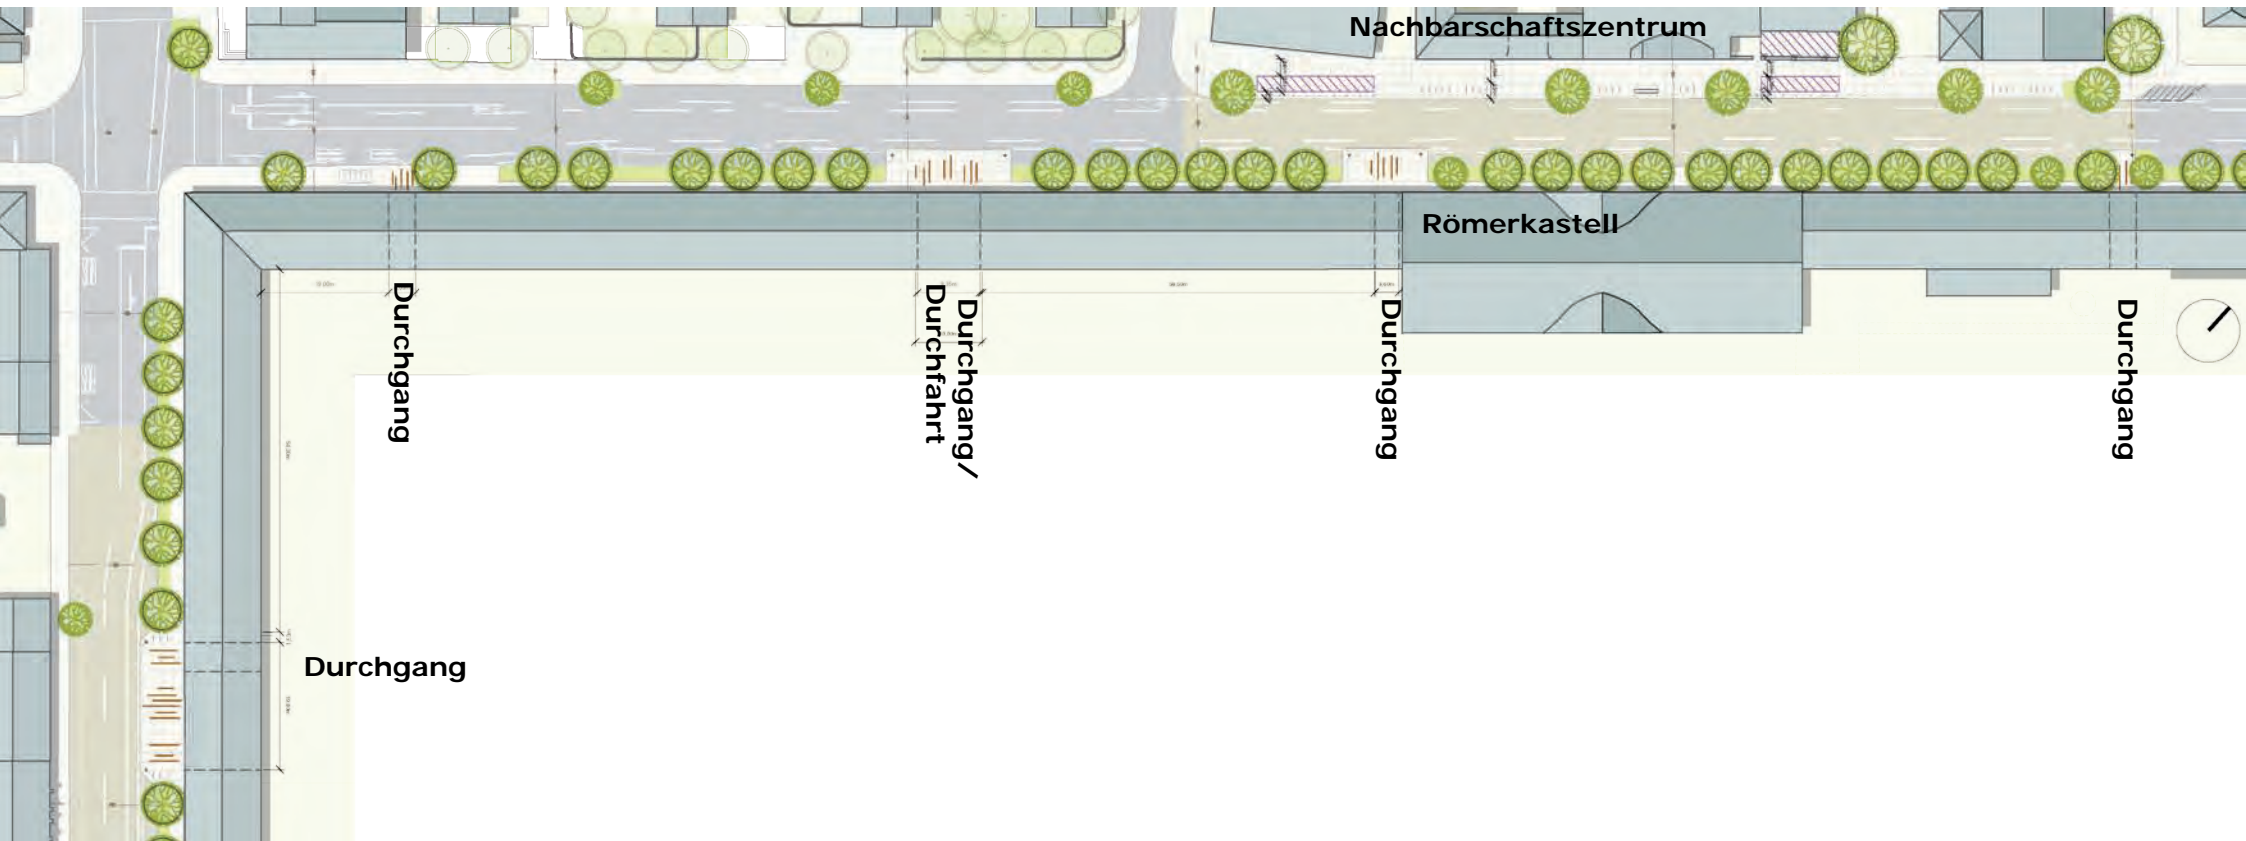 Nachbarschaftszentrum
Römerkastell
Durchgang
Durchgang/
Durchfahrt
Durchgang
Durchgang
Durchgang